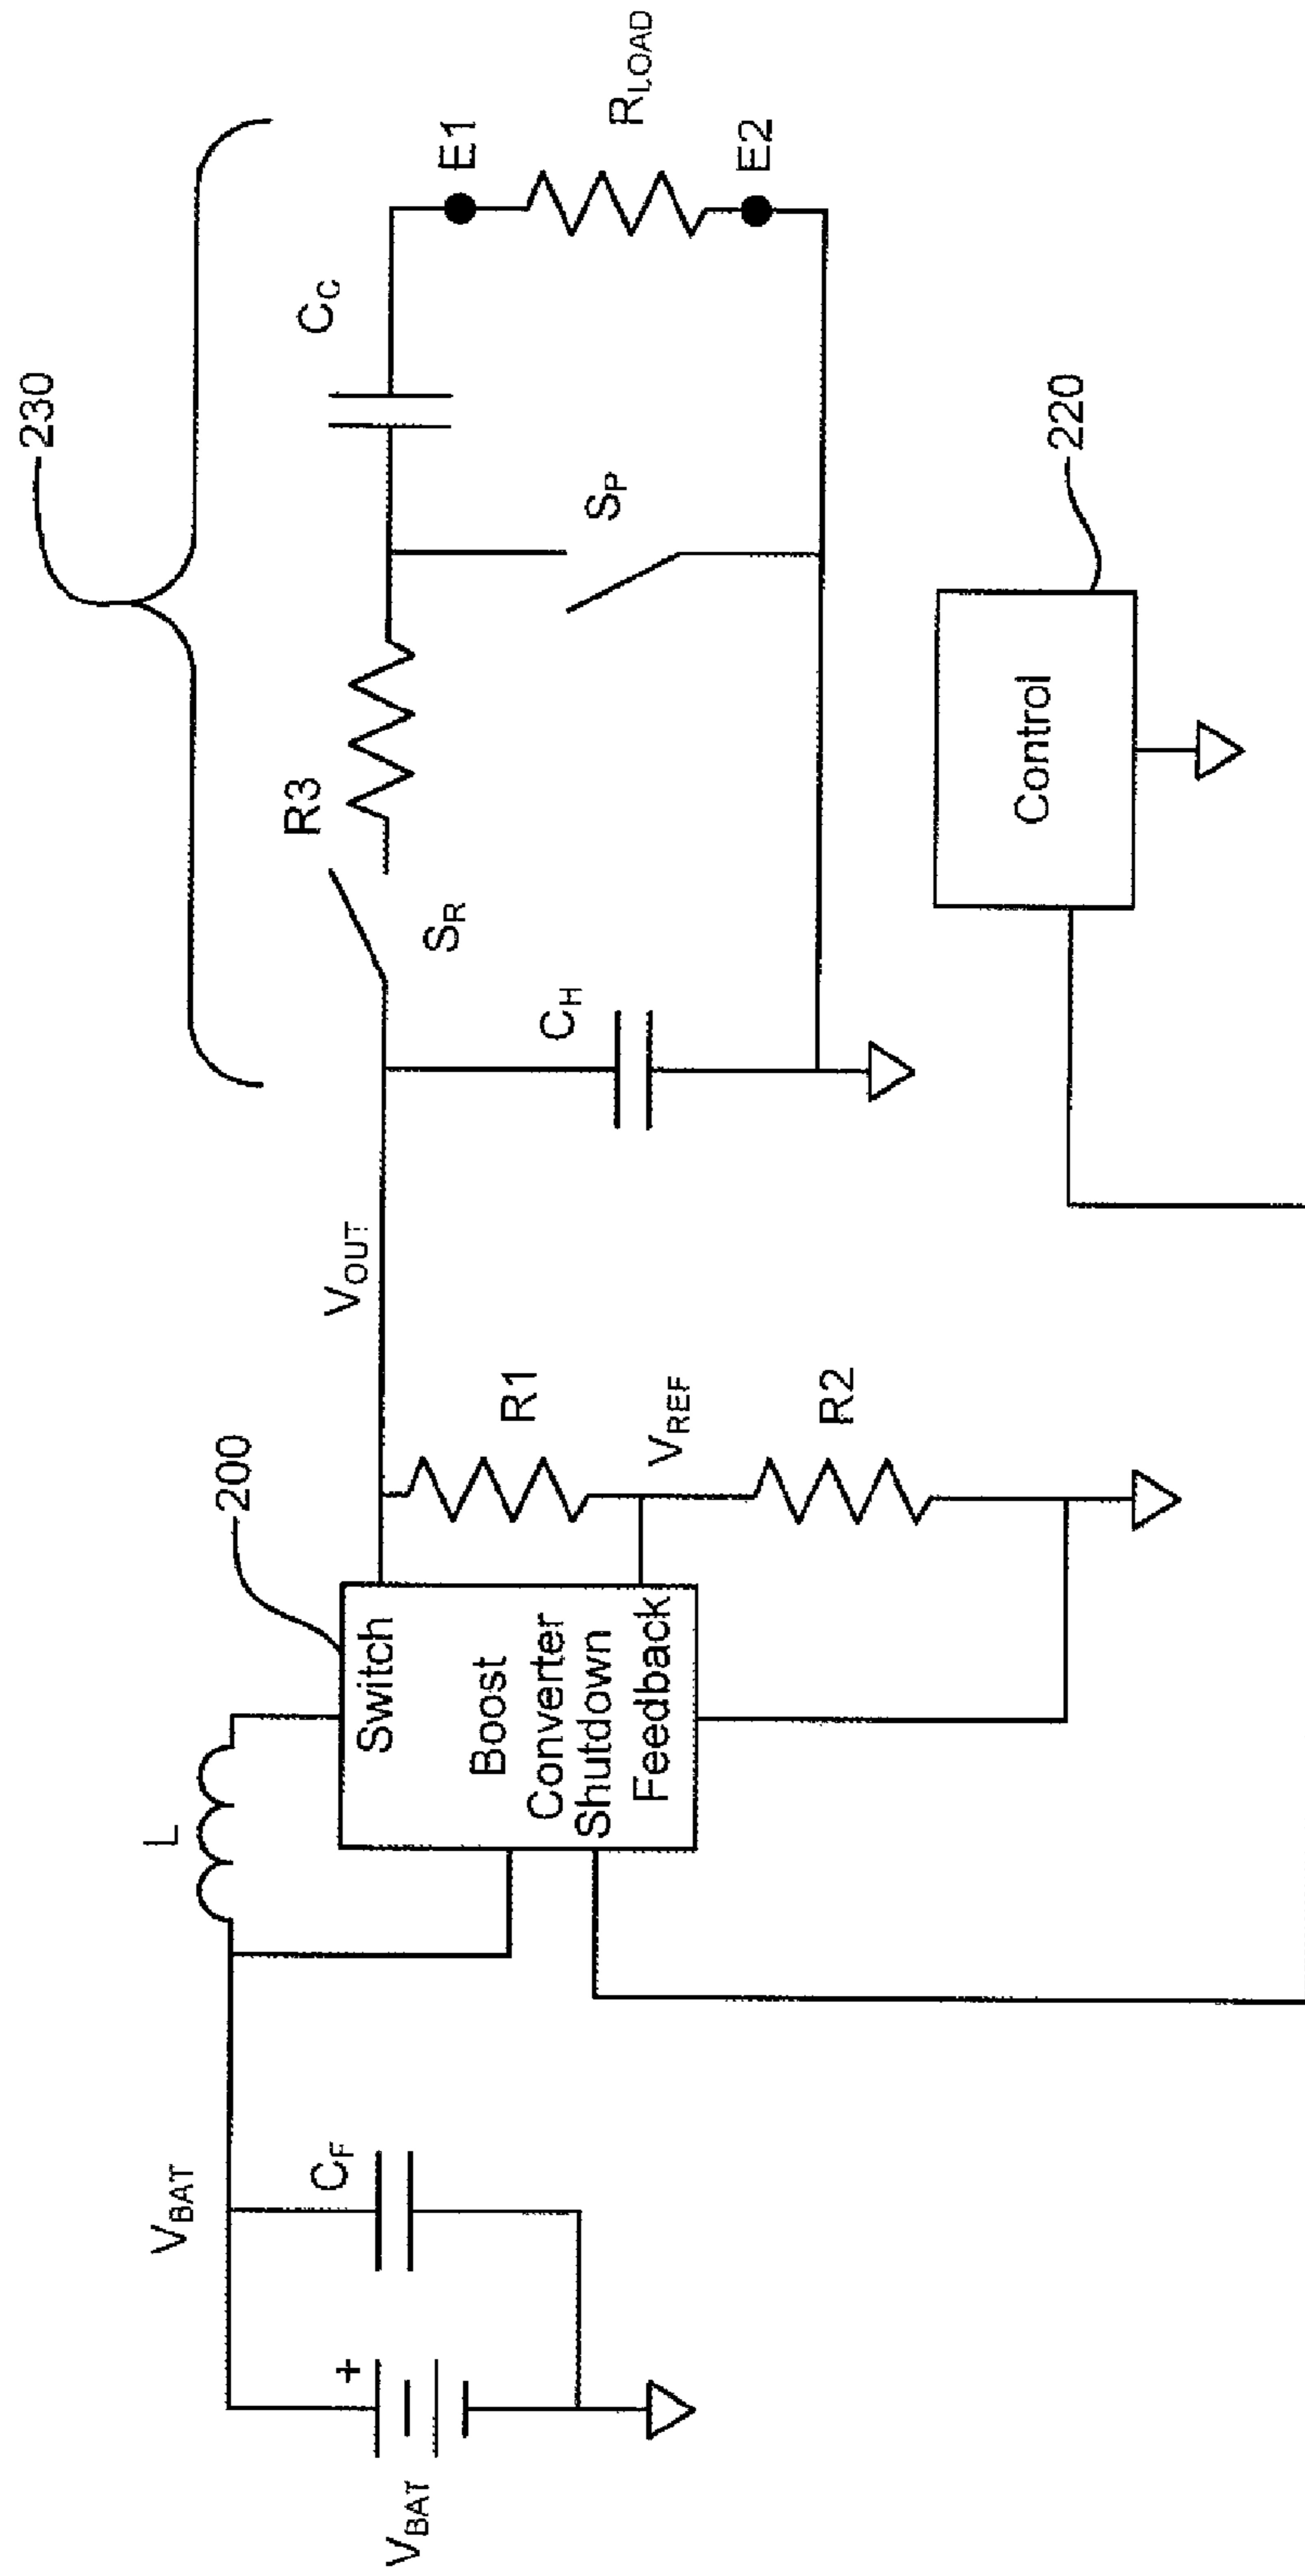 230
R_LOAD
E1
E2
C_C
S_P
R3
S_R
C_H
220
Control
V_OUT
200
R1
V_REF
R2
Switch
Boost
Converter
Shutdown
Feedback
L
V_BAT
C_F
+
V_BAT